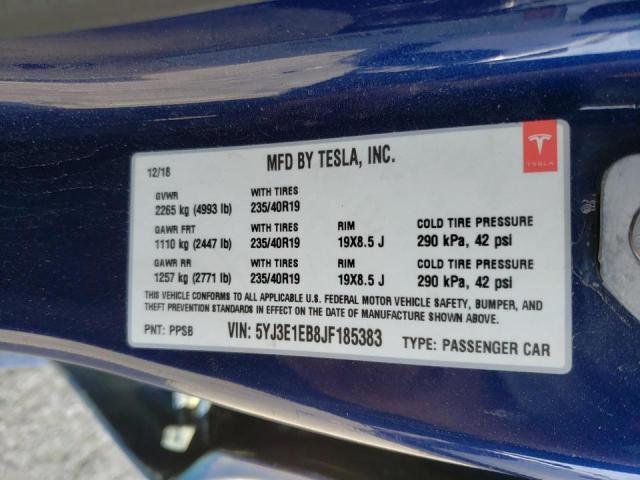 12/18 MFD BY TESLA, INC. TESLA
GVWR WITH TIRES
2265 kg (4993 lb) 235/40R19
GAWR FRT WITH TIRES RIM COLD TIRE PRESSURE
1110 kg (2447 lb) 235/40R19 19X8.5 J 290 kPa, 42 psi
GAWR RR WITH TIRES RIM COLD TIRE PRESSURE
1257 kg (2771 lb) 235/40R19 19X8.5 J 290 kPa, 42 psi
THIS VEHICLE CONFORMS TO ALL APPLICABLE U.S. FEDERAL MOTOR VEHICLE SAFETY, BUMPER, AND
THEFT PREVENTION STANDARDS IN EFFECT ON THE DATE OF MANUFACTURE SHOWN ABOVE.
PNT: PPSB VIN: 5YJ3E1EB8JF185383 TYPE: PASSENGER CAR